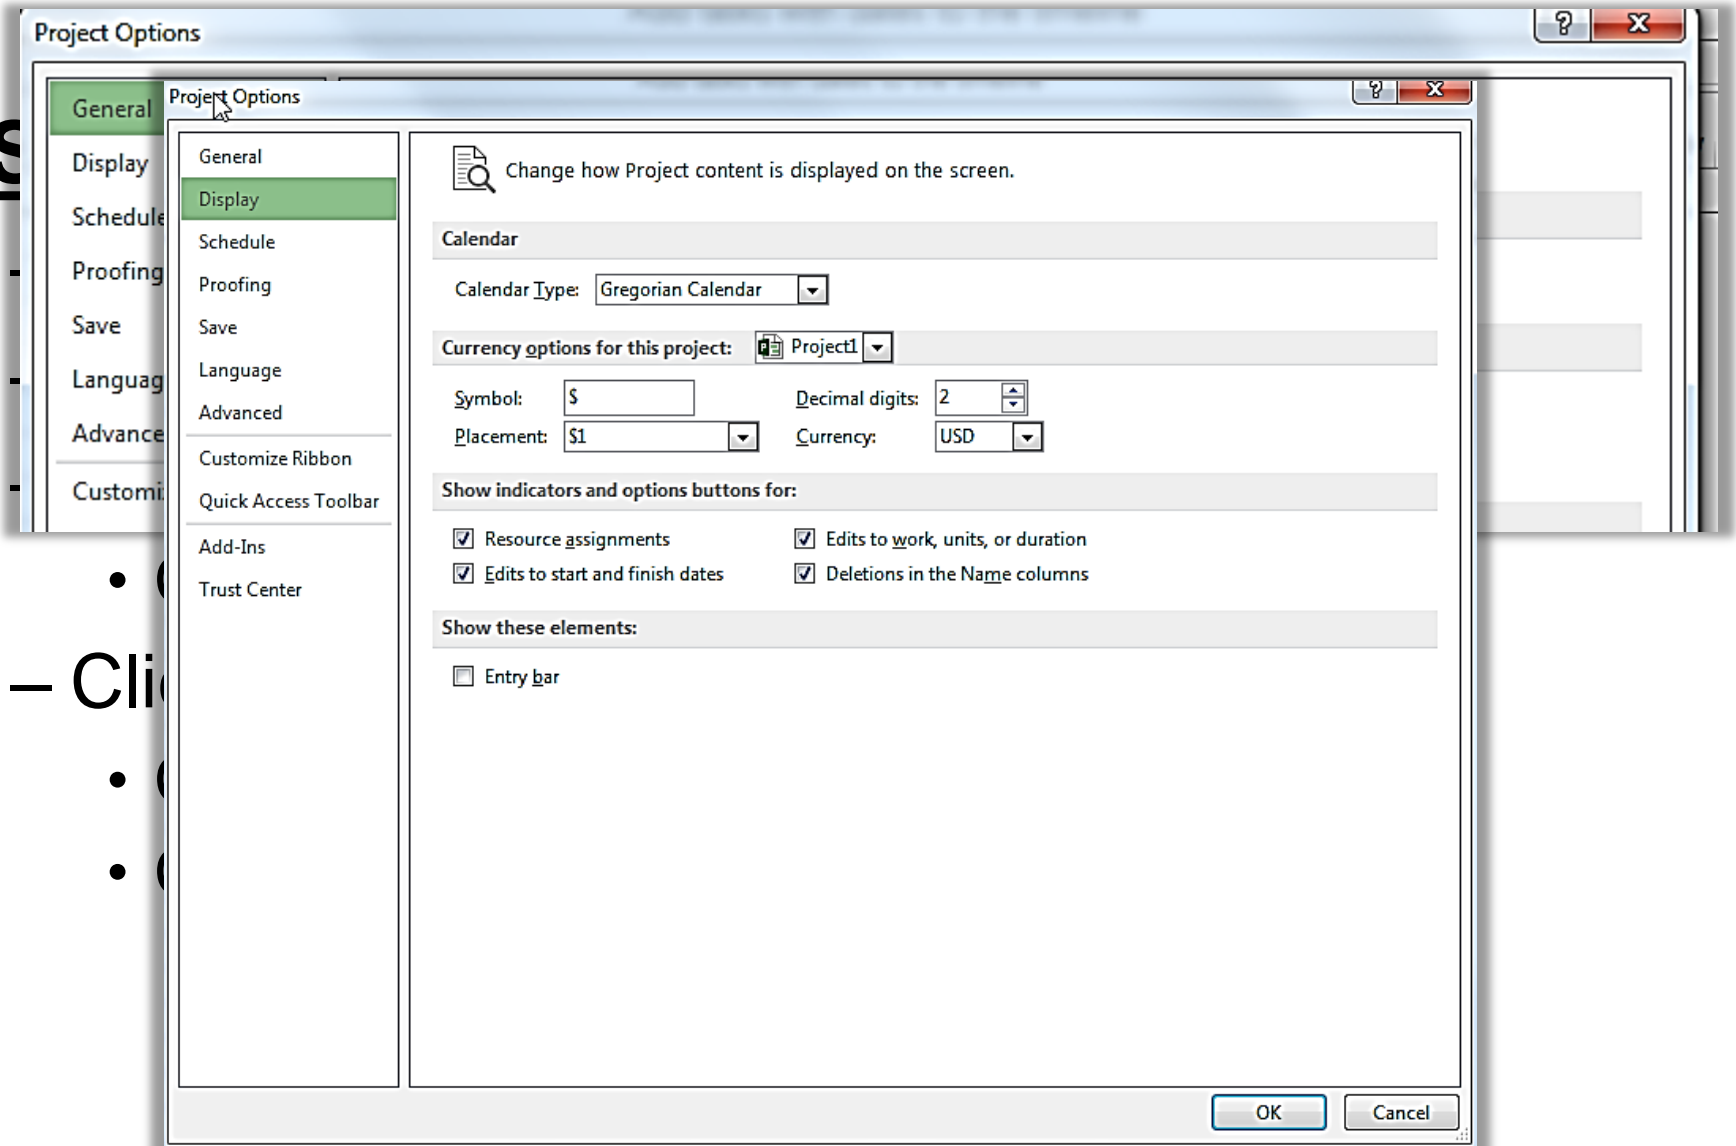 Project Options
General
Display
Schedule
Proofing
Save
Languag
Advance
Customi
– Cli
Project Options
General
Display
Schedule
Proofing
Save
Language
Advanced
Customize Ribbon
Quick Access Toolbar
Add-Ins
Trust Center
Change how Project content is displayed on the screen.
Calendar
Calendar Type: Gregorian Calendar
Currency options for this project: Project1
Symbol: $ Decimal digits: 2
Placement: $1 Currency: USD
Show indicators and options buttons for:
Resource assignments Edits to work, units, or duration
Edits to start and finish dates Deletions in the Name columns
Show these elements:
Entry bar
OK Cancel